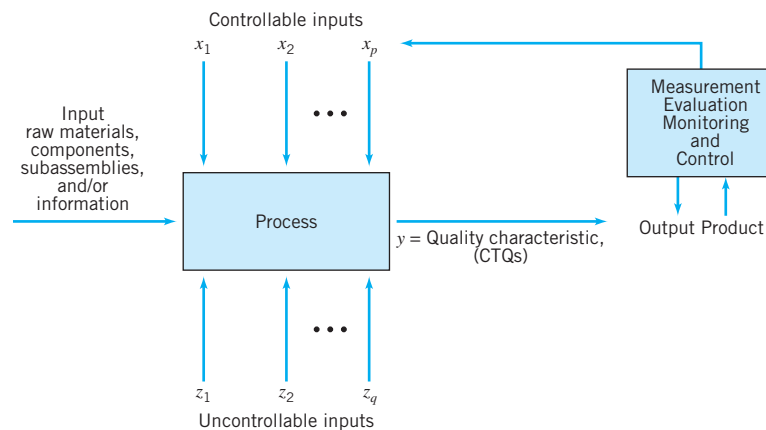 Controllable inputs
x1 x2 xp
Measurement
Evaluation
Monitoring
and
Control
Input
raw materials,
components,
subassemblies,
and/or
information
Process
y = Quality characteristic,
(CTQs)
Output Product
z1 z2 zq
Uncontrollable inputs